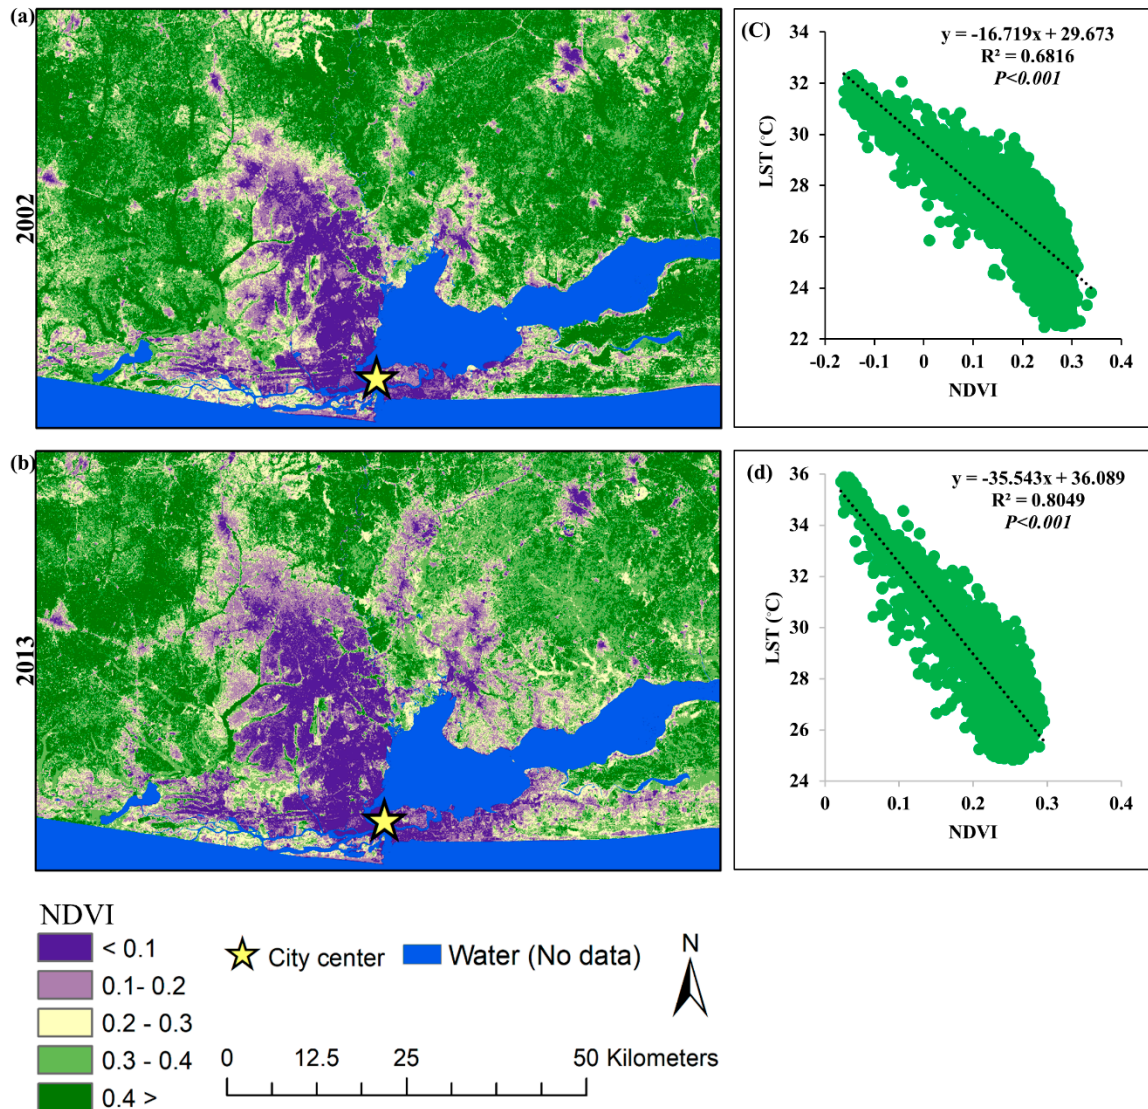 (a)
2002
(C)
y = -16.719x + 29.673
R² = 0.6816
P<0.001
LST (°C)
34
32
30
28
26
24
22
-0.2 -0.1 0 0.1 0.2 0.3 0.4
NDVI
(b)
2013
(d)
y = -35.543x + 36.089
R² = 0.8049
P<0.001
LST (°C)
36
34
32
30
28
26
24
0 0.1 0.2 0.3 0.4
NDVI
NDVI
< 0.1
0.1- 0.2
0.2 - 0.3
0.3 - 0.4
0.4 >
City center
Water (No data)
N
0 12.5 25 50 Kilometers